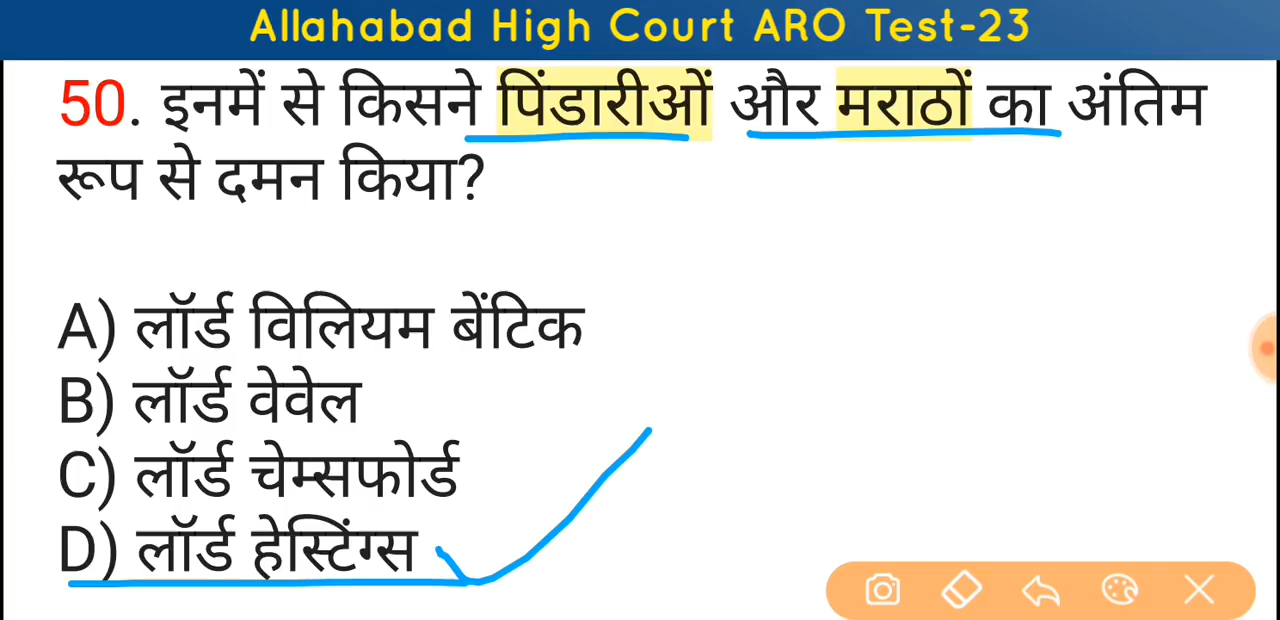 Allahabad High Court ARO Test-23
50. इनमें से किसने पिंडारीओं और मराठों का अंतिम
रूप से दमन किया?
A) लॉर्ड विलियम बेंटिक
B) लॉर्ड वेवेल
C) लॉर्ड चेम्सफोर्ड
D) लॉर्ड हेस्टिंग्स